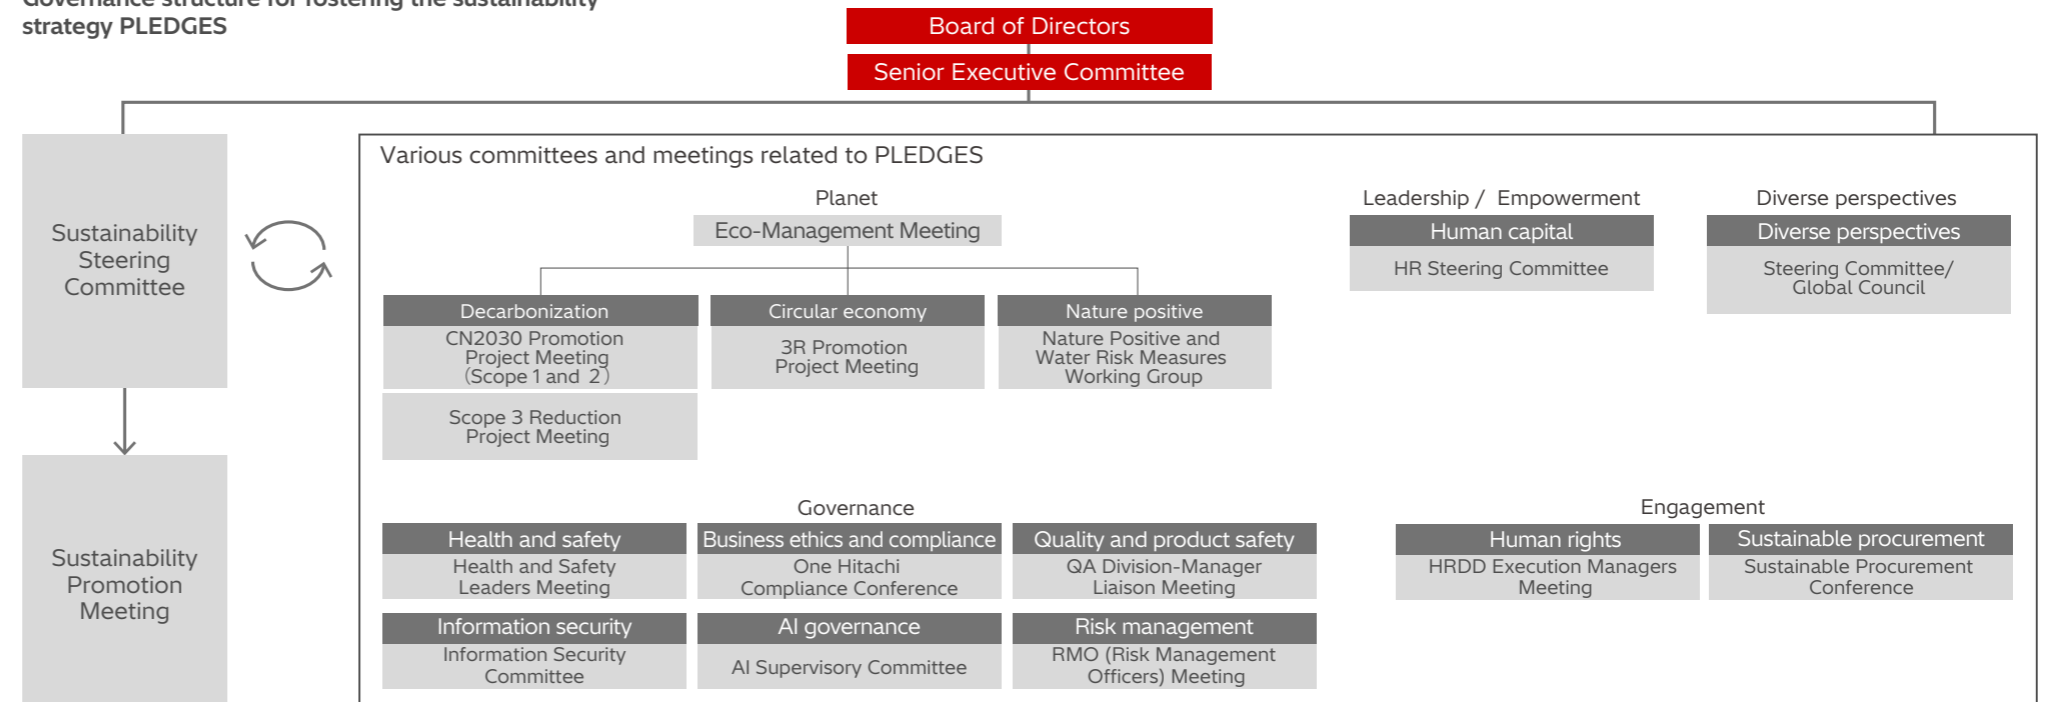 Governance structure for fostering the sustainability
strategy PLEDGES
Board of Directors
Senior Executive Committee
Sustainability
Steering
Committee
Sustainability
Promotion
Meeting
Various committees and meetings related to PLEDGES
Planet
Eco-Management Meeting
Decarbonization
CN2030 Promotion
Project Meeting
(Scope 1 and 2)
Scope 3 Reduction
Project Meeting
Circular economy
3R Promotion
Project Meeting
Nature positive
Nature Positive and
Water Risk Measures
Working Group
Leadership / Empowerment
Human capital
HR Steering Committee
Diverse perspectives
Diverse perspectives
Steering Committee/
Global Council
Governance
Health and safety
Health and Safety
Leaders Meeting
Business ethics and compliance
One Hitachi
Compliance Conference
Quality and product safety
QA Division-Manager
Liaison Meeting
Information security
Information Security
Committee
AI governance
AI Supervisory Committee
Risk management
RMO (Risk Management
Officers) Meeting
Engagement
Human rights
HRDD Execution Managers
Meeting
Sustainable procurement
Sustainable Procurement
Conference